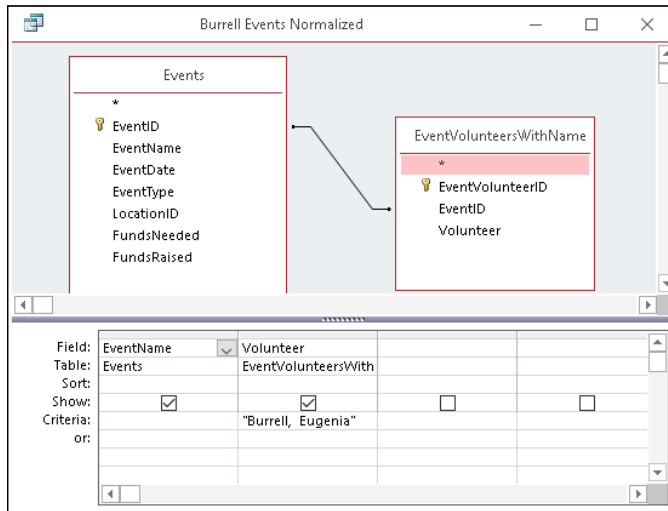 Burrell Events Normalized
Events
*
EventID
EventName
EventDate
EventType
LocationID
FundsNeeded
FundsRaised
EventVolunteersWithName
*
EventVolunteerID
EventID
Volunteer
Field: EventName Volunteer
Table: Events EventVolunteersWith
Sort:
Show:
Criteria: "Burrell, Eugenia"
or: